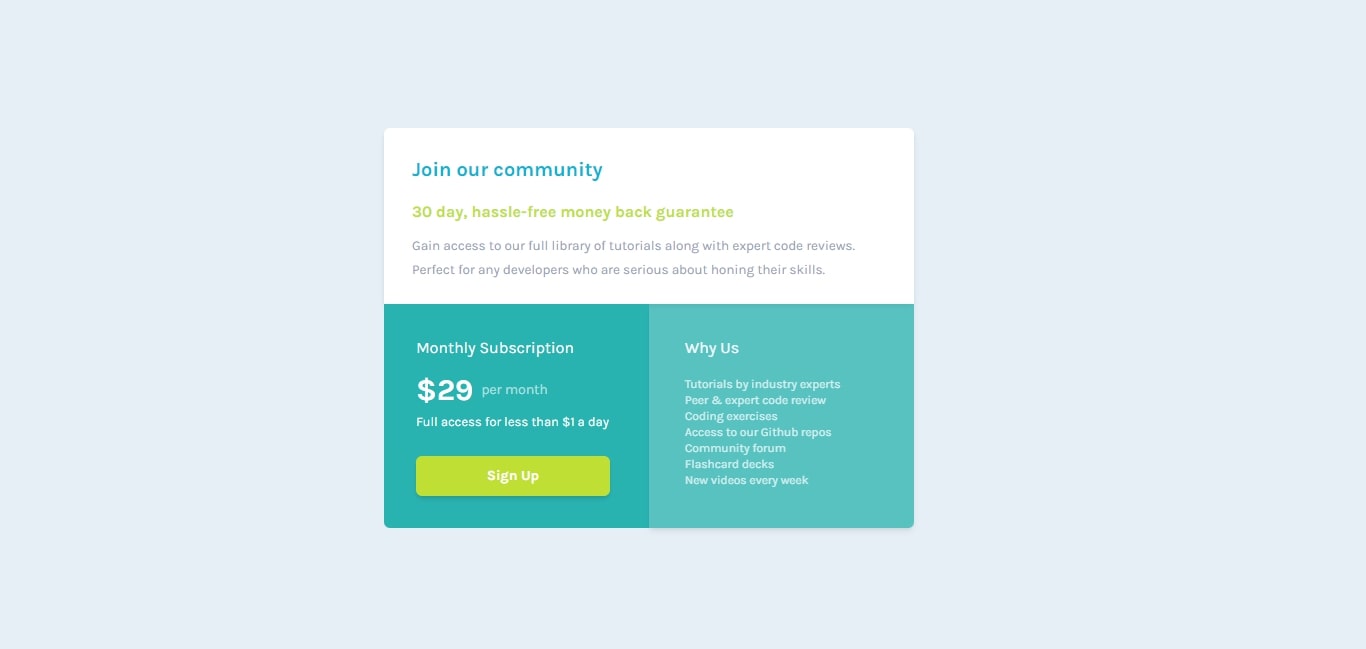 Join our community
30 day, hassle-free money back guarantee
Gain access to our full library of tutorials along with expert code reviews.
Perfect for any developers who are serious about honing their skills.
Monthly Subscription
$29 per month
Full access for less than $1 a day
Sign Up
Why Us
Tutorials by industry experts
Peer & expert code review
Coding exercises
Access to our Github repos
Community forum
Flashcard decks
New videos every week